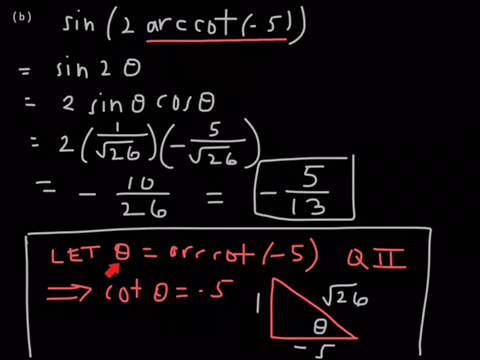 (b) sin(2 arccot(-5))
= sin 2θ
= 2 sinθ cosθ
= 2(1/√26)(-5/√26)
= -10/26 = -5/13
LET θ = arccot(-5) Q II
⟹ cot θ = -5
1 √26
θ
-5